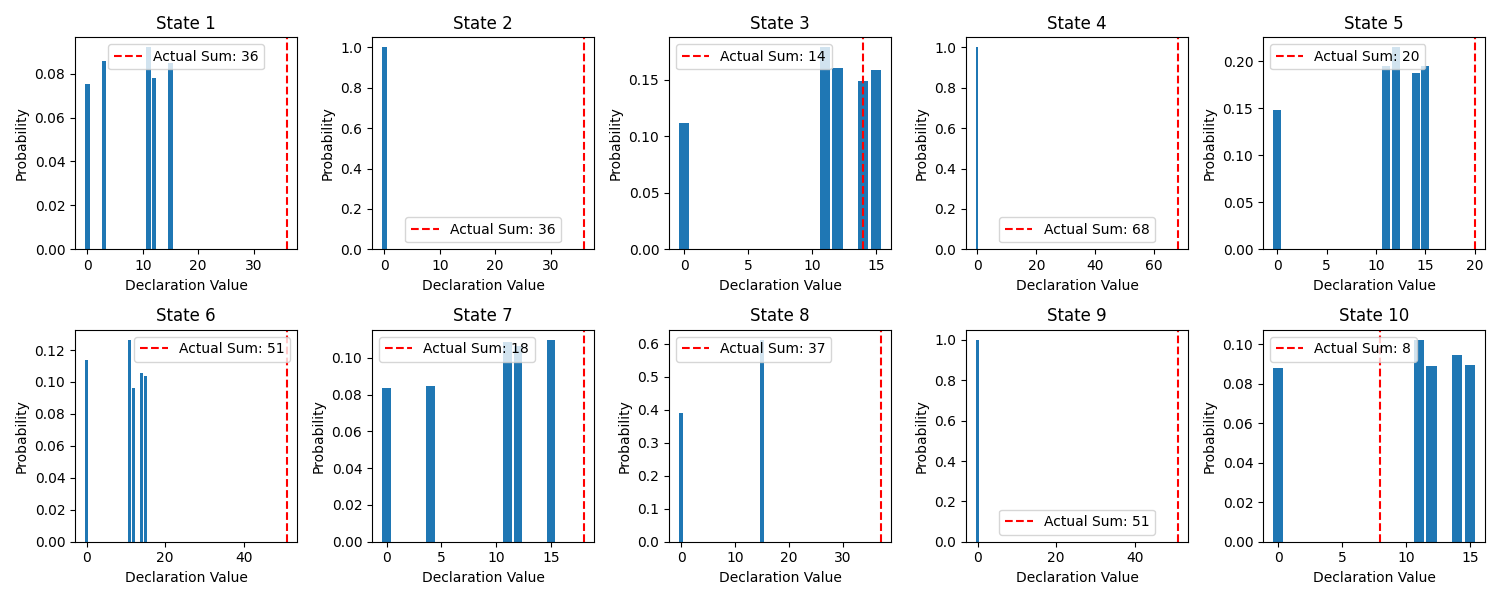 State 1
State 2
State 3
State 4
State 5
Actual Sum: 36
Actual Sum: 36
Actual Sum: 14
Actual Sum: 68
Actual Sum: 20
Probability
0.08
0.06
0.04
0.02
0.00
0 10 20 30
Declaration Value
Probability
1.0
0.8
0.6
0.4
0.2
0.0
0 10 20 30
Declaration Value
Probability
0.15
0.10
0.05
0.00
0 5 10 15
Declaration Value
Probability
1.0
0.8
0.6
0.4
0.2
0.0
0 20 40 60
Declaration Value
Probability
0.20
0.15
0.10
0.05
0.00
0 5 10 15 20
Declaration Value
State 6
State 7
State 8
State 9
State 10
Actual Sum: 51
Actual Sum: 18
Actual Sum: 37
Actual Sum: 51
Actual Sum: 8
Probability
0.12
0.10
0.08
0.06
0.04
0.02
0.00
0 20 40
Declaration Value
Probability
0.10
0.08
0.06
0.04
0.02
0.00
0 5 10 15
Declaration Value
Probability
0.6
0.5
0.4
0.3
0.2
0.1
0.0
0 10 20 30
Declaration Value
Probability
1.0
0.8
0.6
0.4
0.2
0.0
0 20 40
Declaration Value
Probability
0.10
0.08
0.06
0.04
0.02
0.00
0 5 10 15
Declaration Value